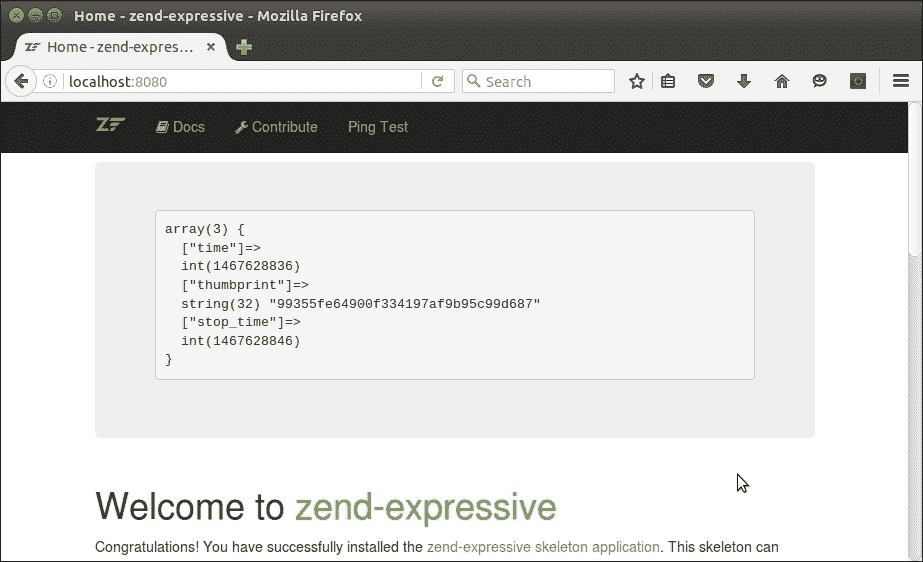 Home - zend-expressive - Mozilla Firefox
ZF Home - zend-expres... ×
localhost:8080 Search
ZF Docs Contribute Ping Test
array(3) {
["time"]=>
int(1467628836)
["thumbprint"]=>
string(32) "99355fe64900f334197af9b95c99d687"
["stop_time"]=>
int(1467628846)
}
Welcome to zend-expressive
Congratulations! You have successfully installed the zend-expressive skeleton application. This skeleton can